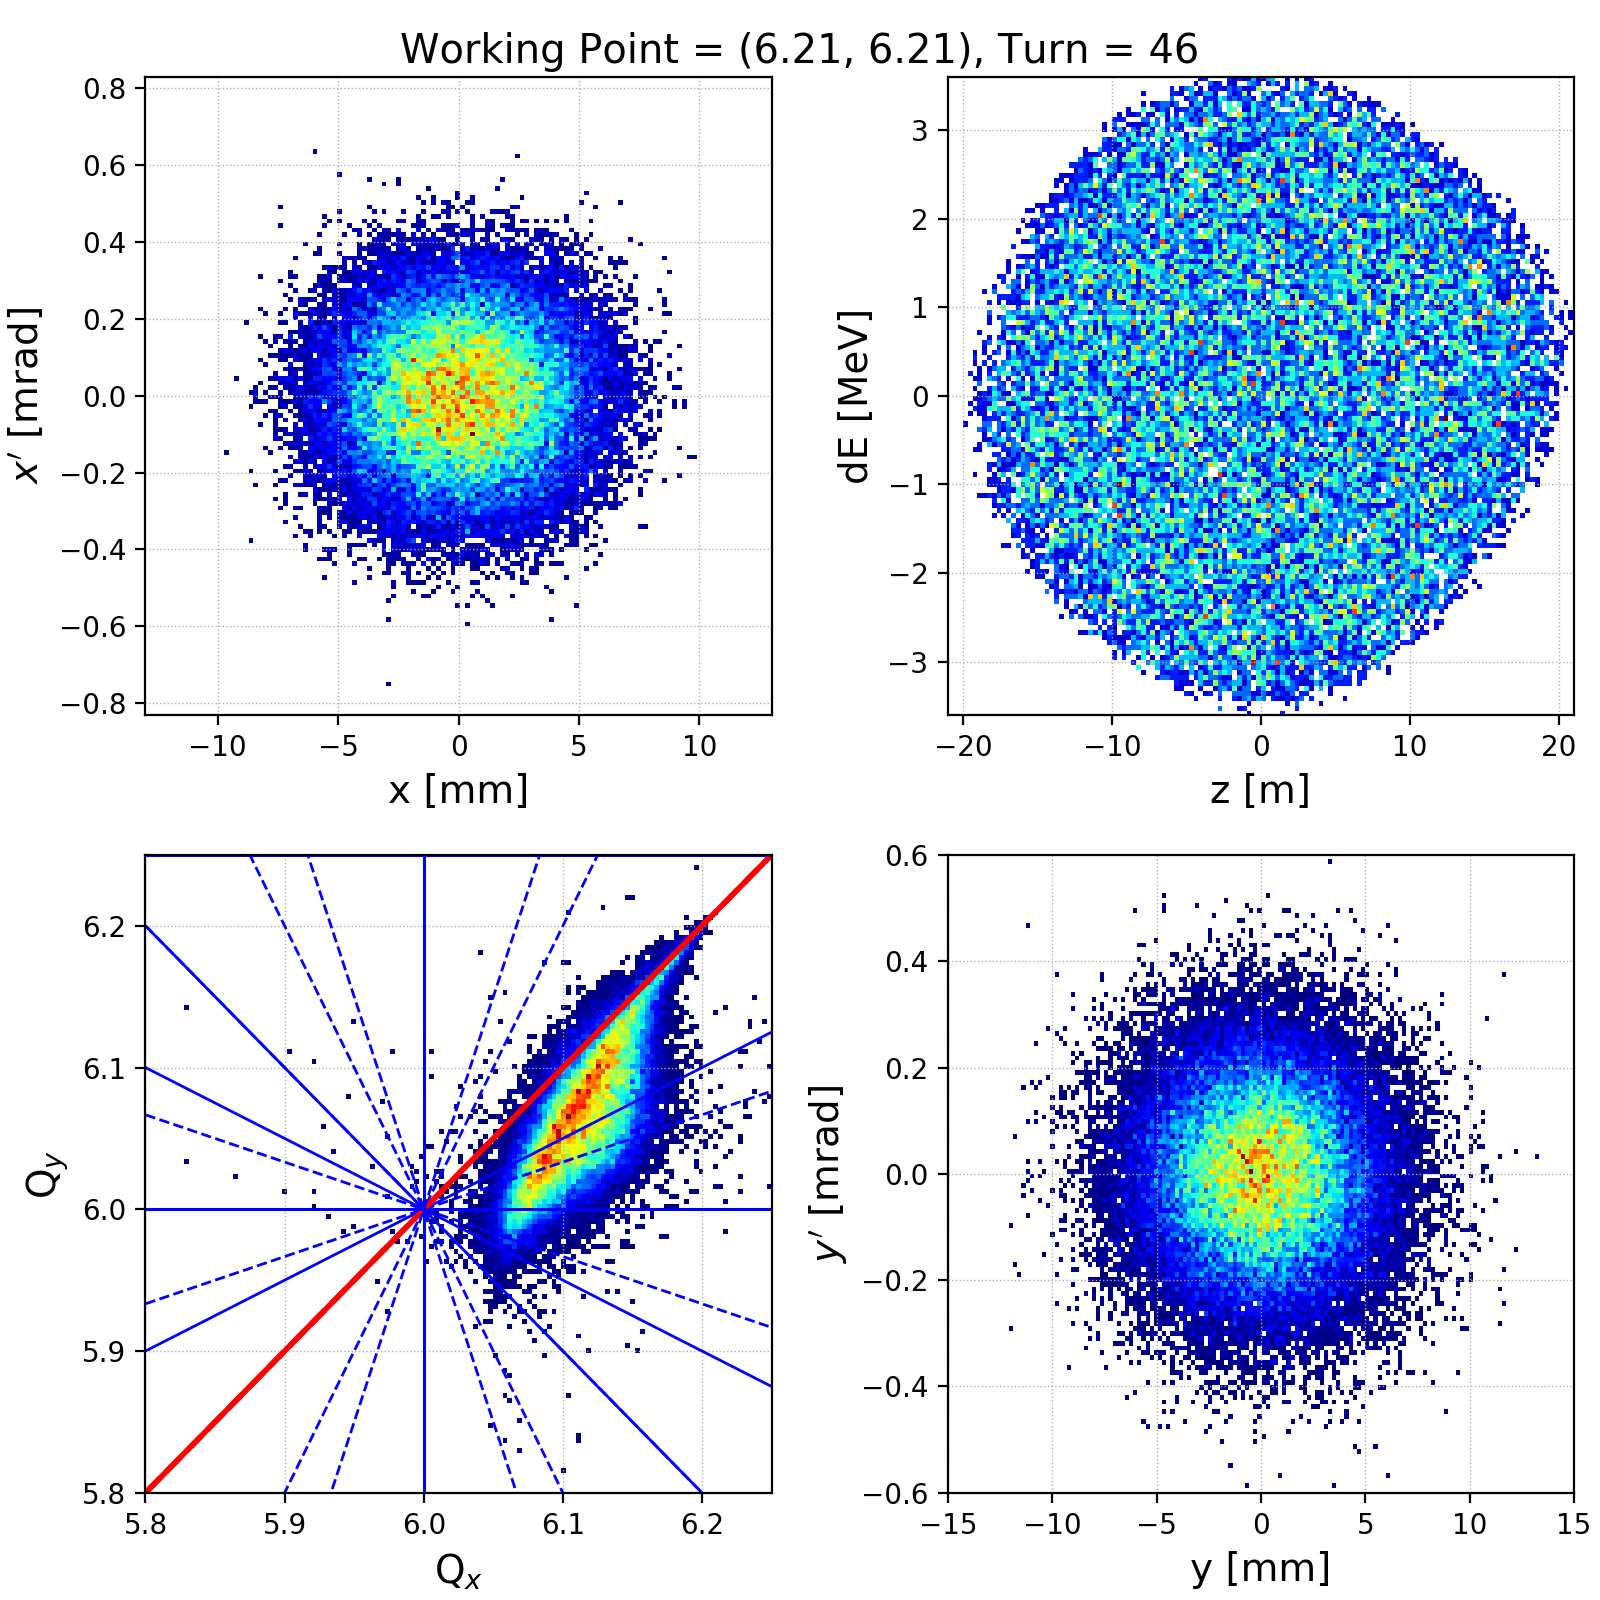 Working Point = (6.21, 6.21), Turn = 46
0.8
0.6
0.4
0.2
0.0
−0.2
−0.4
−0.6
−0.8
x′ [mrad]
−10 −5 0 5 10
x [mm]
3
2
1
0
−1
−2
−3
dE [MeV]
−20 −10 0 10 20
z [m]
6.2
6.1
6.0
5.9
5.8
Qy
5.8 5.9 6.0 6.1 6.2
Qx
0.6
0.4
0.2
0.0
−0.2
−0.4
−0.6
y′ [mrad]
−15 −10 −5 0 5 10 15
y [mm]